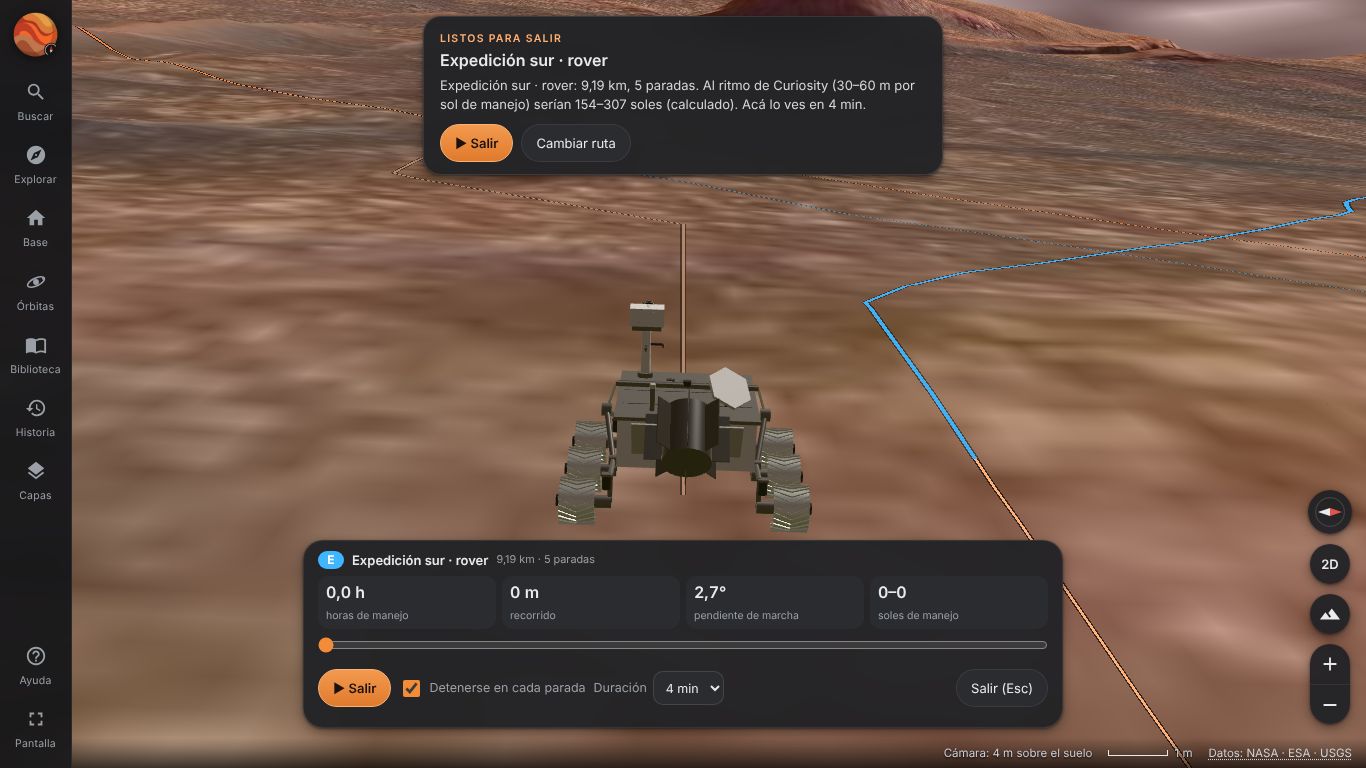 Buscar
Explorar
Base
Órbitas
Biblioteca
Historia
Capas
Ayuda
Pantalla
LISTOS PARA SALIR
Expedición sur · rover
Expedición sur · rover: 9,19 km, 5 paradas. Al ritmo de Curiosity (30–60 m por
sol de manejo) serían 154–307 soles (calculado). Acá lo ves en 4 min.
▶ Salir
Cambiar ruta
E Expedición sur · rover 9,19 km · 5 paradas
0,0 h
horas de manejo
0 m
recorrido
2,7°
pendiente de marcha
0–0
soles de manejo
▶ Salir
Detenerse en cada parada
Duración
4 min
Salir (Esc)
2D
+
−
Cámara: 4 m sobre el suelo
1 m
Datos: NASA · ESA · USGS